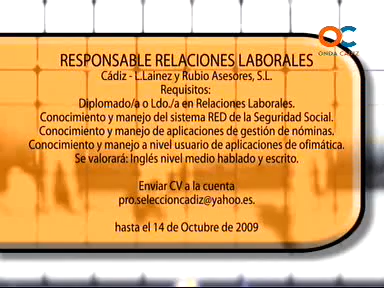 ONDA CÁDIZ
RESPONSABLE RELACIONES LABORALES
Cádiz - L.Lainez y Rubio Asesores, S.L.
Requisitos:
Diplomado/a o Ldo./a en Relaciones Laborales.
Conocimiento y manejo del sistema RED de la Seguridad Social.
Conocimiento y manejo de aplicaciones de gestión de nóminas.
Conocimiento y manejo a nivel usuario de aplicaciones de ofimática.
Se valorará: Inglés nivel medio hablado y escrito.
Enviar CV a la cuenta
pro.seleccioncadiz@yahoo.es.
hasta el 14 de Octubre de 2009